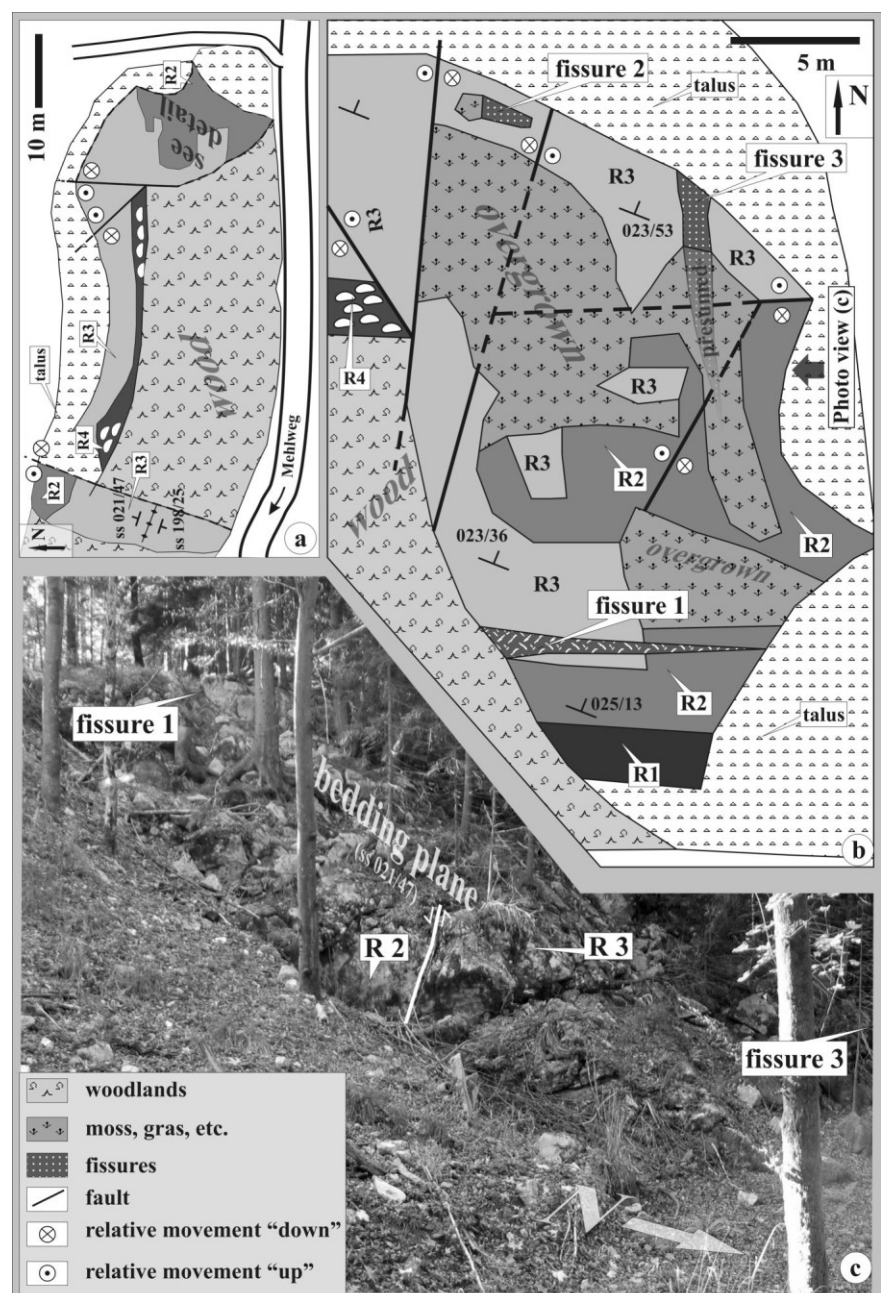 10 m
R2
see
detail
R3
talus
wood
R4
R3
R2
ss 021/47
ss 198/25
Mehlweg
N
a
5 m
N
fissure 2
talus
fissure 3
R3
023/53
R3
R3
overgrown
presumed
Photo view (c)
R4
R3
R3
R2
wood
023/36
R3
R2
overgrown
fissure 1
025/13
R2
talus
R1
b
fissure 1
bedding plane
(ss 021/47)
R 2
R 3
fissure 3
N
woodlands
moss, gras, etc.
fissures
fault
relative movement “down”
relative movement “up”
c